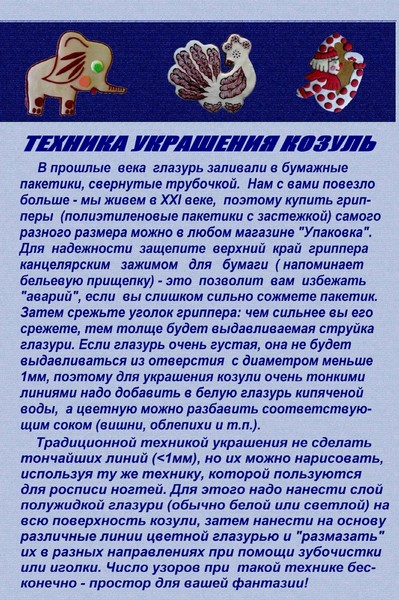 ТЕХНИКА УКРАШЕНИЯ КОЗУЛЬ
В прошлые века глазурь заливали в бумажные
пакетики, свернутые трубочкой. Нам с вами повезло
больше - мы живем в XXI веке, поэтому купить грип-
перы (полиэтиленовые пакетики с застежкой) самого
разного размера можно в любом магазине "Упаковка".
Для надежности защепите верхний край гриппера
канцелярским зажимом для бумаги ( напоминает
бельевую прищепку) - это позволит вам избежать
"аварий", если вы слишком сильно сожмете пакетик.
Затем срежьте уголок гриппера: чем сильнее вы его
срежете, тем толще будет выдавливаемая струйка
глазури. Если глазурь очень густая, она не будет
выдавливаться из отверстия с диаметром меньше
1мм, поэтому для украшения козули очень тонкими
линиями надо добавить в белую глазурь кипяченой
воды, а цветную можно разбавить соответствую-
щим соком (вишни, облепихи и т.п.).
Традиционной техникой украшения не сделать
тончайших линий (<1мм), но их можно нарисовать,
используя ту же технику, которой пользуются
для росписи ногтей. Для этого надо нанести слой
полужидкой глазури (обычно белой или светлой) на
всю поверхность козули, затем нанести на основу
различные линии цветной глазурью и "размазать"
их в разных направлениях при помощи зубочистки
или иголки. Число узоров при такой технике бес-
конечно - простор для вашей фантазии!